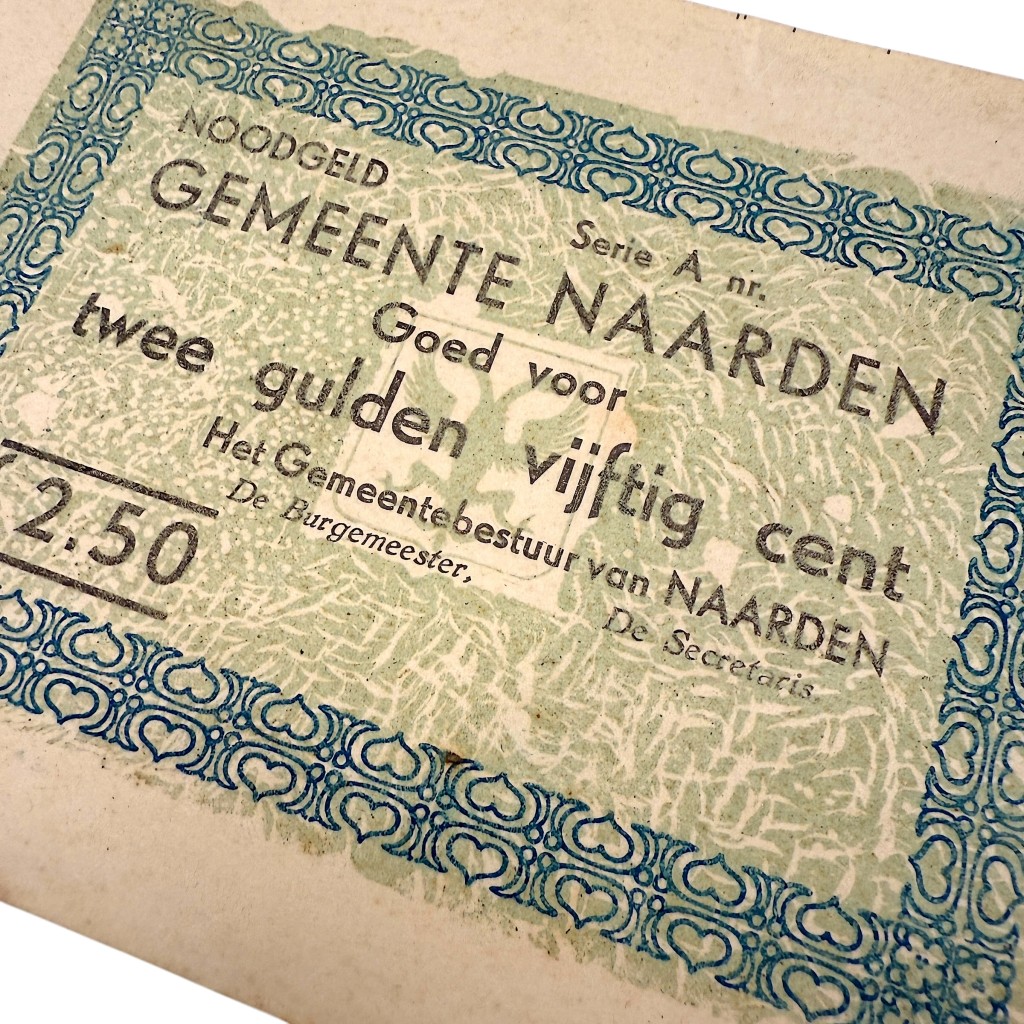 NOODGELD
Serie A nr.
GEMEENTE NAARDEN
Goed voor
twee gulden vijftig cent
Het Gemeentebestuur van NAARDEN
De Burgemeester,
De Secretaris
2.50